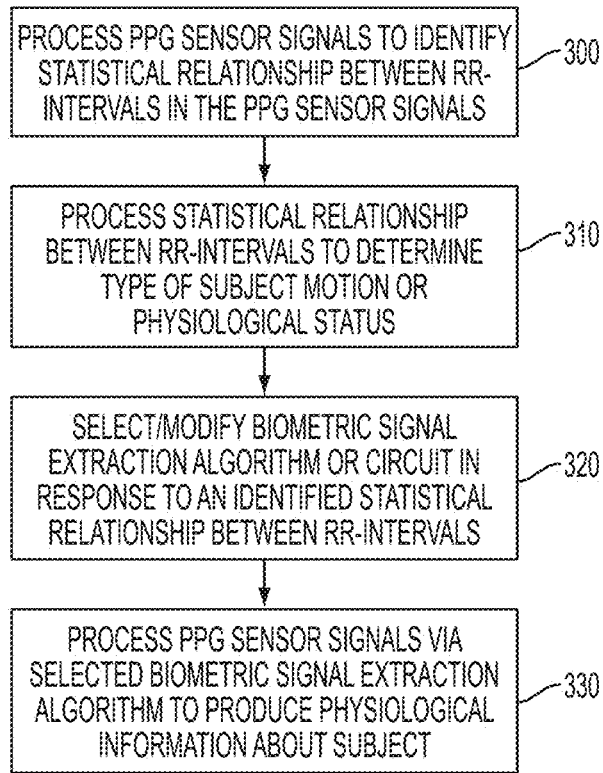 PROCESS PPG SENSOR SIGNALS TO IDENTIFY
STATISTICAL RELATIONSHIP BETWEEN RR-
INTERVALS IN THE PPG SENSOR SIGNALS
300
PROCESS STATISTICAL RELATIONSHIP
BETWEEN RR-INTERVALS TO DETERMINE
TYPE OF SUBJECT MOTION OR
PHYSIOLOGICAL STATUS
310
SELECT/MODIFY BIOMETRIC SIGNAL
EXTRACTION ALGORITHM OR CIRCUIT IN
RESPONSE TO AN IDENTIFIED STATISTICAL
RELATIONSHIP BETWEEN RR-INTERVALS
320
PROCESS PPG SENSOR SIGNALS VIA
SELECTED BIOMETRIC SIGNAL EXTRACTION
ALGORITHM TO PRODUCE PHYSIOLOGICAL
INFORMATION ABOUT SUBJECT
330